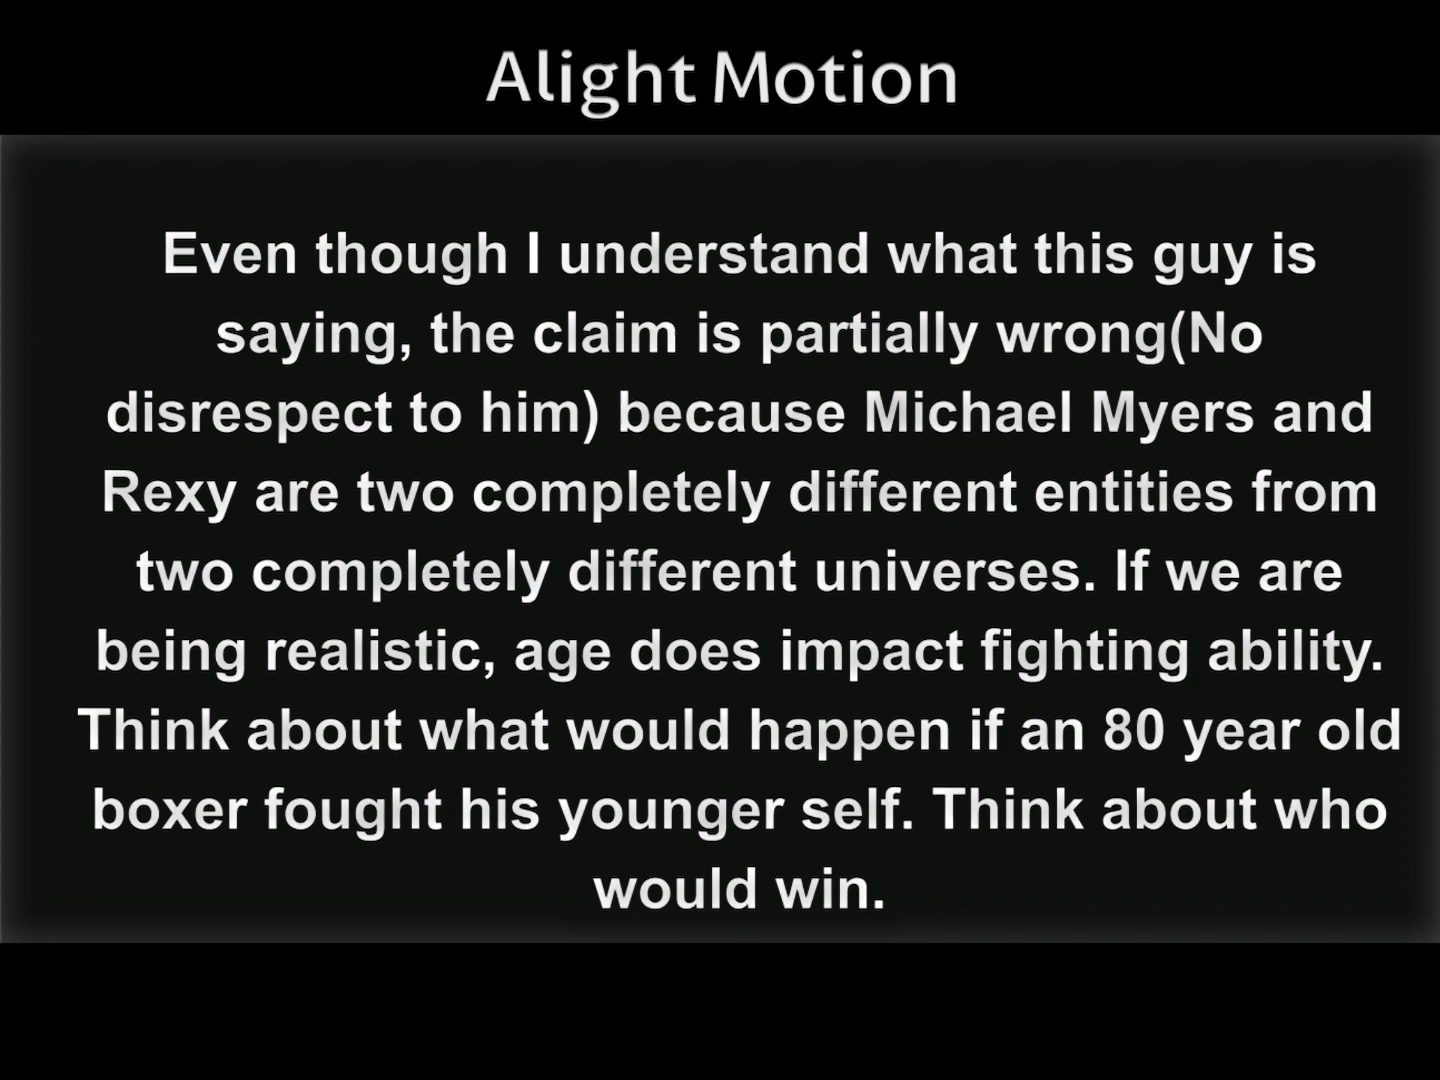 Alight Motion
Even though I understand what this guy is
saying, the claim is partially wrong(No
disrespect to him) because Michael Myers and
Rexy are two completely different entities from
two completely different universes. If we are
being realistic, age does impact fighting ability.
Think about what would happen if an 80 year old
boxer fought his younger self. Think about who
would win.